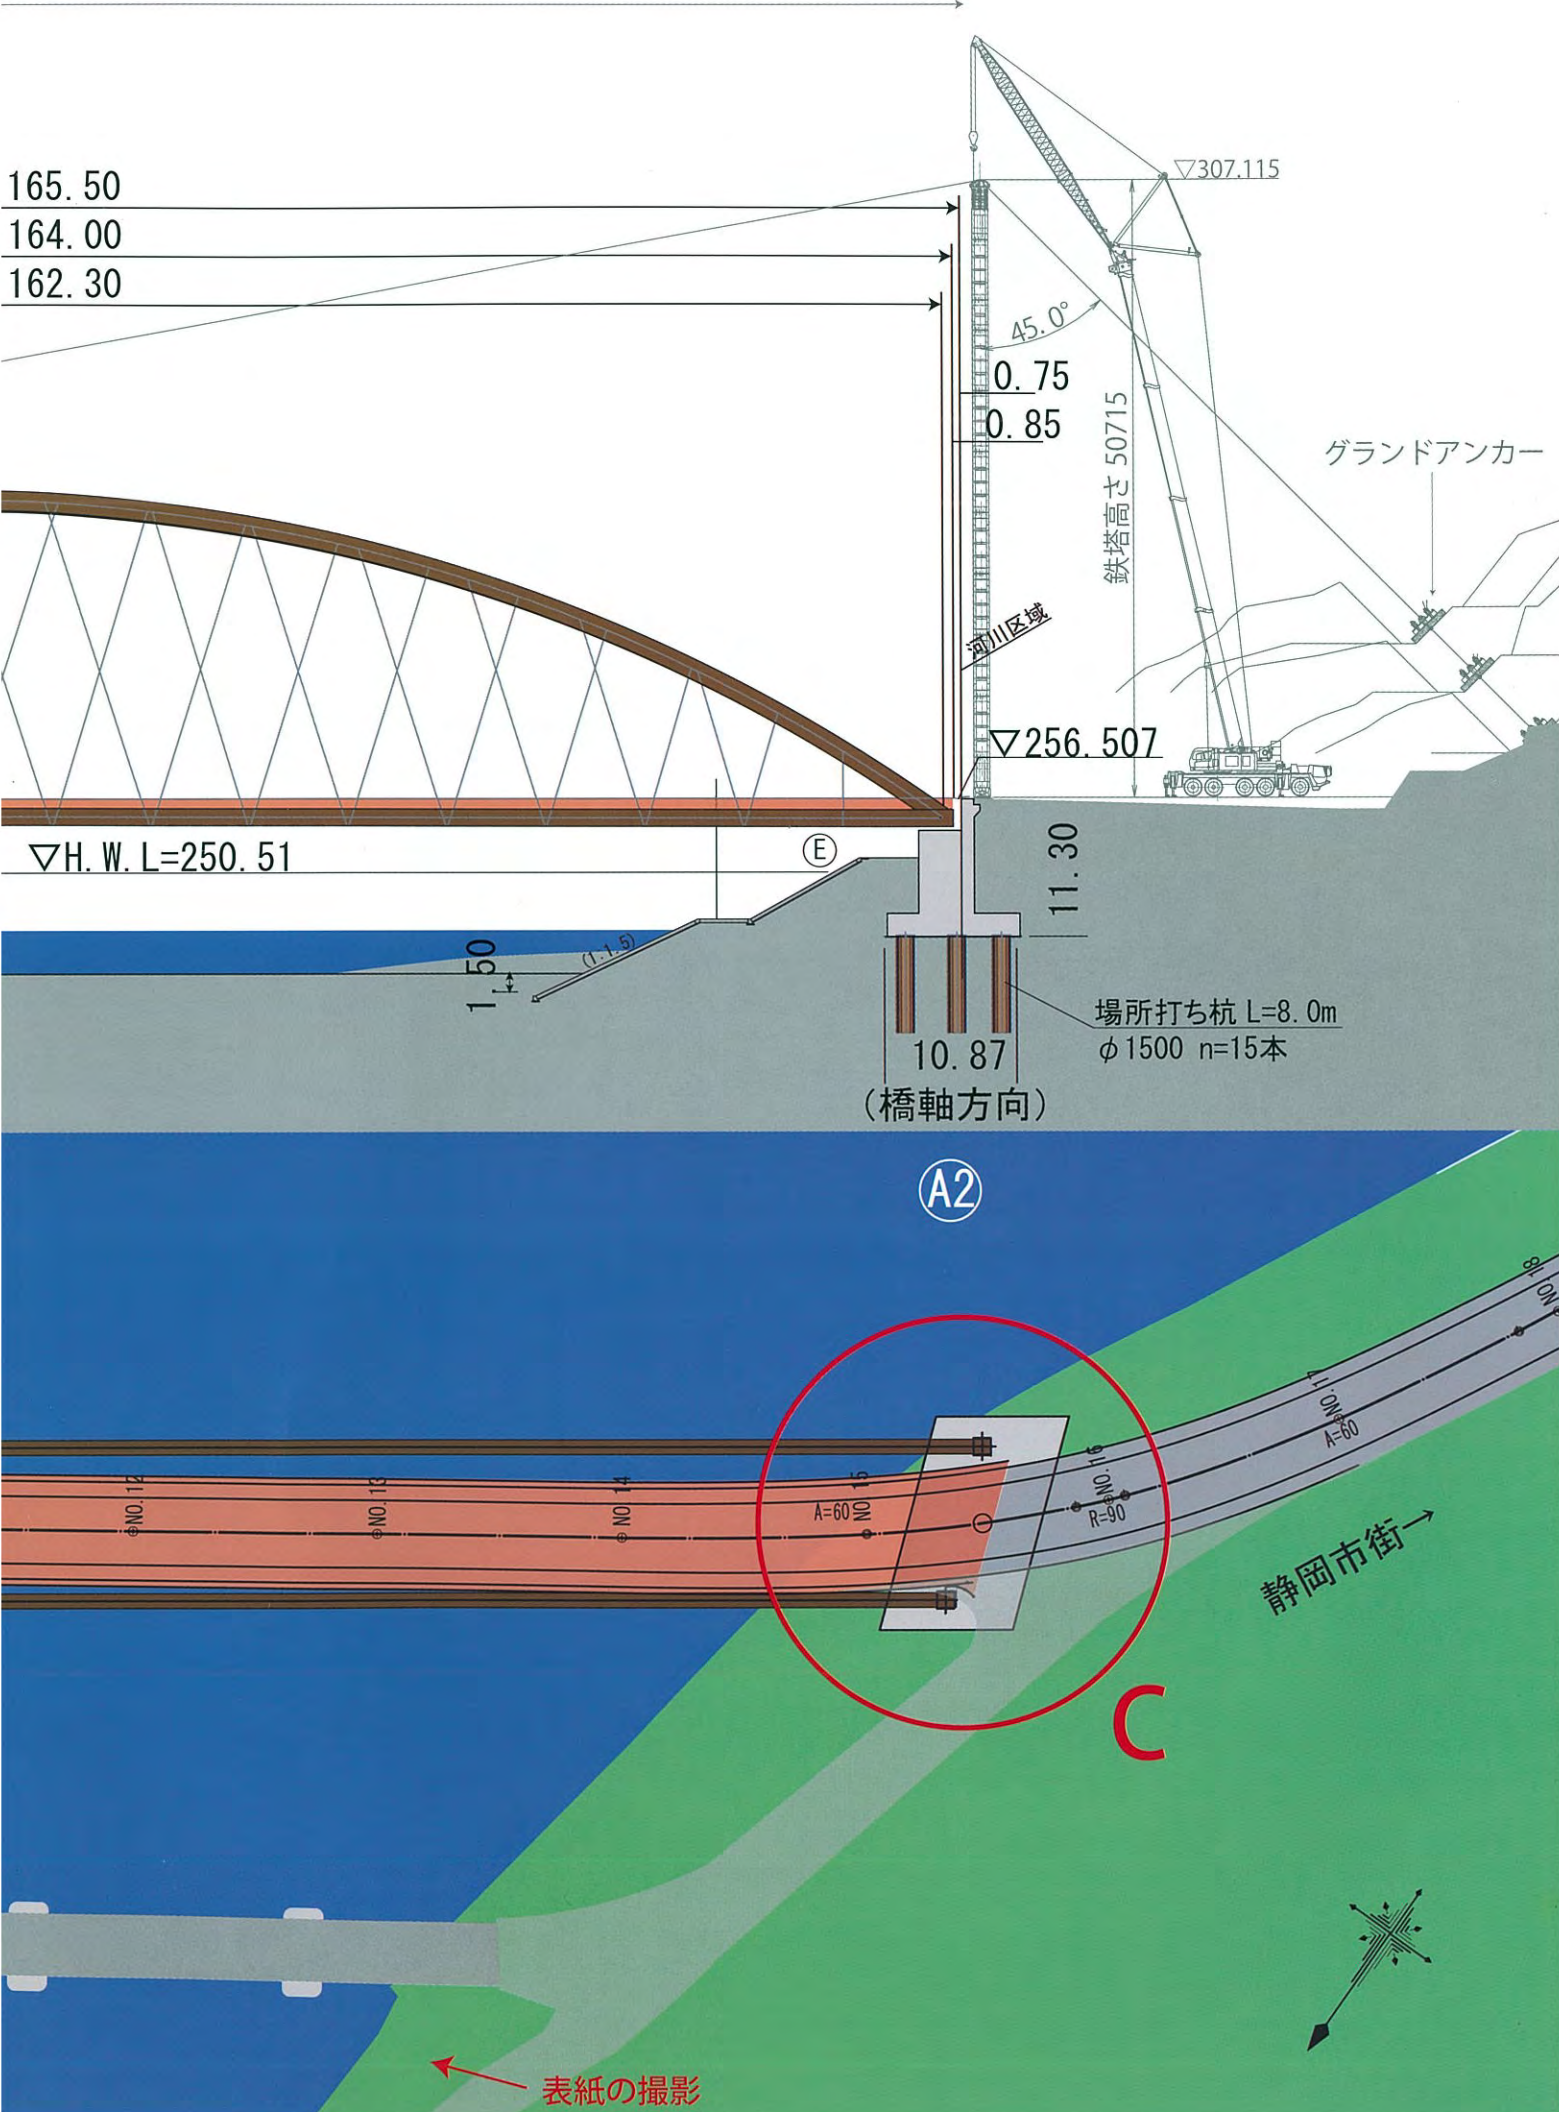 165.50
164.00
162.30
▽307.115
45.0°
0.75
0.85
鉄塔高さ 50715
グランドアンカー
河川区域
▽256.507
Ⓔ
▽H.W.L=250.51
11.30
(1:1.5)
1.50
場所打ち杭 L=8.0m
φ1500 n=15本
10.87
(橋軸方向)
A2
NO.12
NO.13
NO.14
A=60
NO.15
NO.16
R=90
NO.17
A=60
NO.18
静岡市街→
C
表紙の撮影